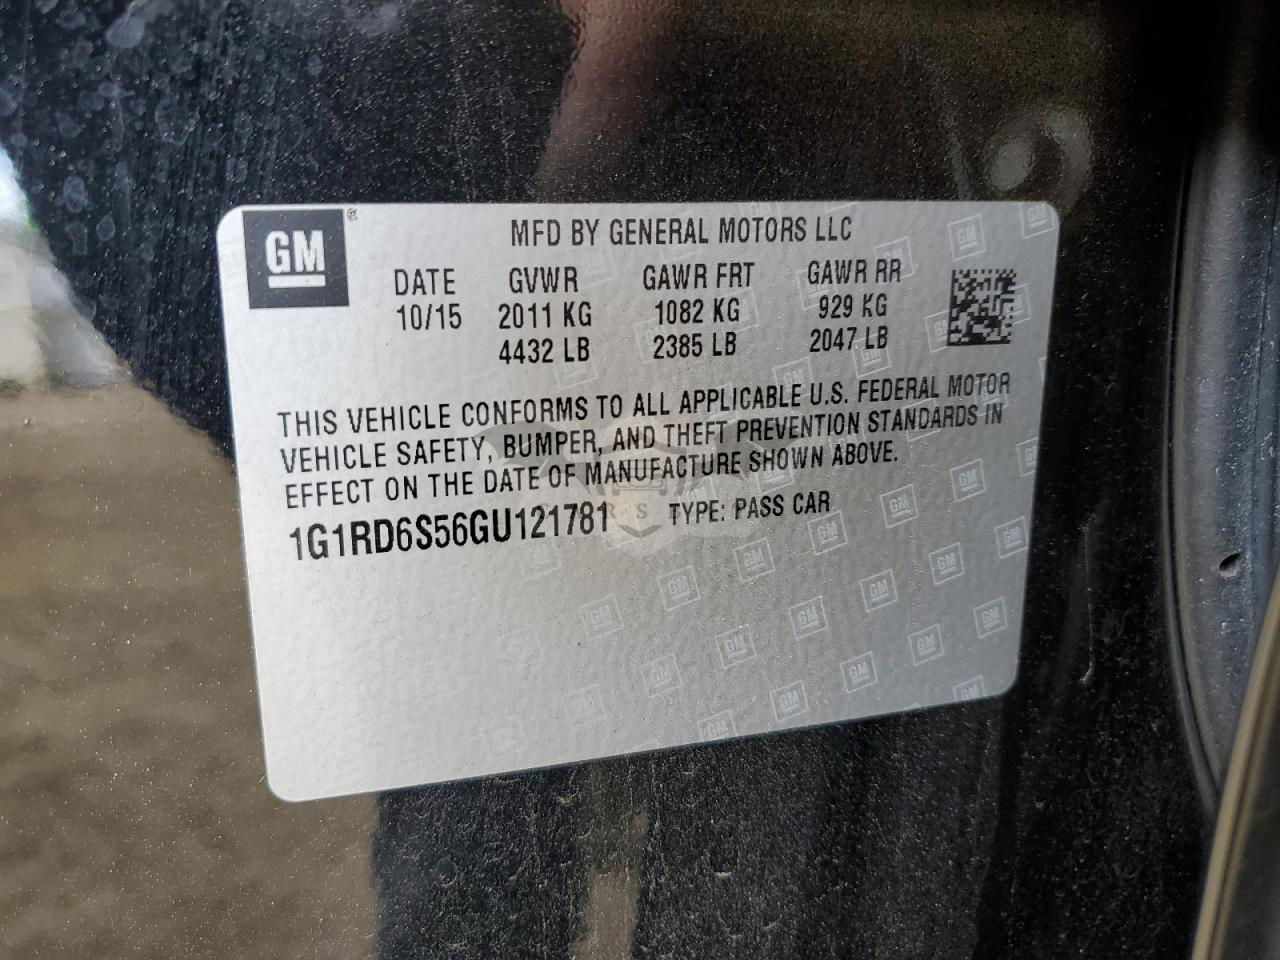 GM ®
MFD BY GENERAL MOTORS LLC
DATE GVWR GAWR FRT GAWR RR
10/15 2011 KG 1082 KG 929 KG
4432 LB 2385 LB 2047 LB
THIS VEHICLE CONFORMS TO ALL APPLICABLE U.S. FEDERAL MOTOR
VEHICLE SAFETY, BUMPER, AND THEFT PREVENTION STANDARDS IN
EFFECT ON THE DATE OF MANUFACTURE SHOWN ABOVE.
1G1RD6S56GU121781 TYPE: PASS CAR